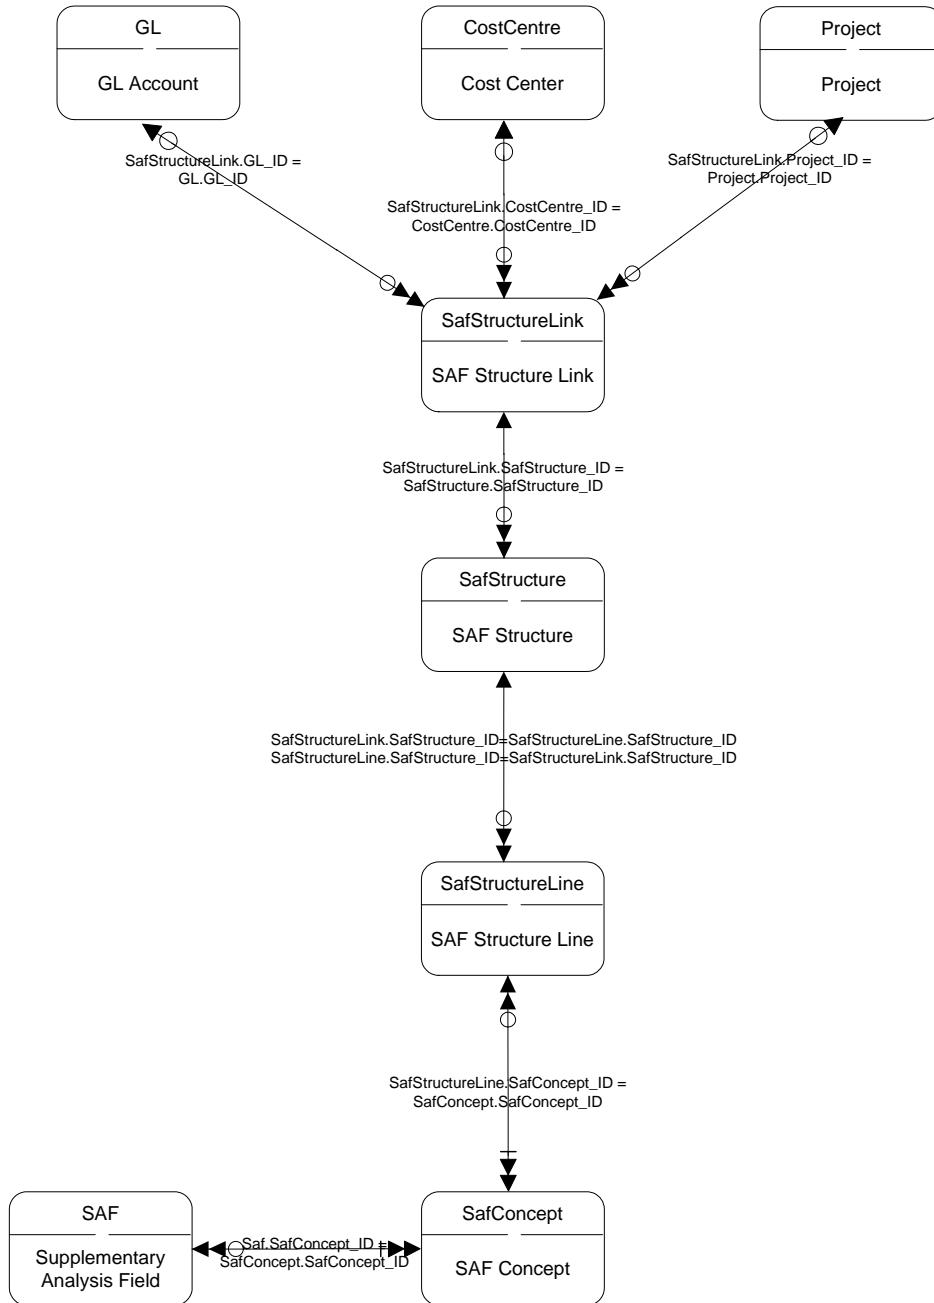 GL
GL Account
CostCentre
Cost Center
Project
Project
SafStructureLink.GL_ID =
GL.GL_ID
SafStructureLink.CostCentre_ID =
CostCentre.CostCentre_ID
SafStructureLink.Project_ID =
Project.Project_ID
SafStructureLink
SAF Structure Link
SafStructureLink.SafStructure_ID =
SafStructure.SafStructure_ID
SafStructure
SAF Structure
SafStructureLink.SafStructure_ID=SafStructureLine.SafStructure_ID
SafStructureLine.SafStructure_ID=SafStructureLink.SafStructure_ID
SafStructureLine
SAF Structure Line
SafStructureLine.SafConcept_ID =
SafConcept.SafConcept_ID
SAF
Supplementary
Analysis Field
Saf.SafConcept_ID =
SafConcept.SafConcept_ID
SafConcept
SAF Concept